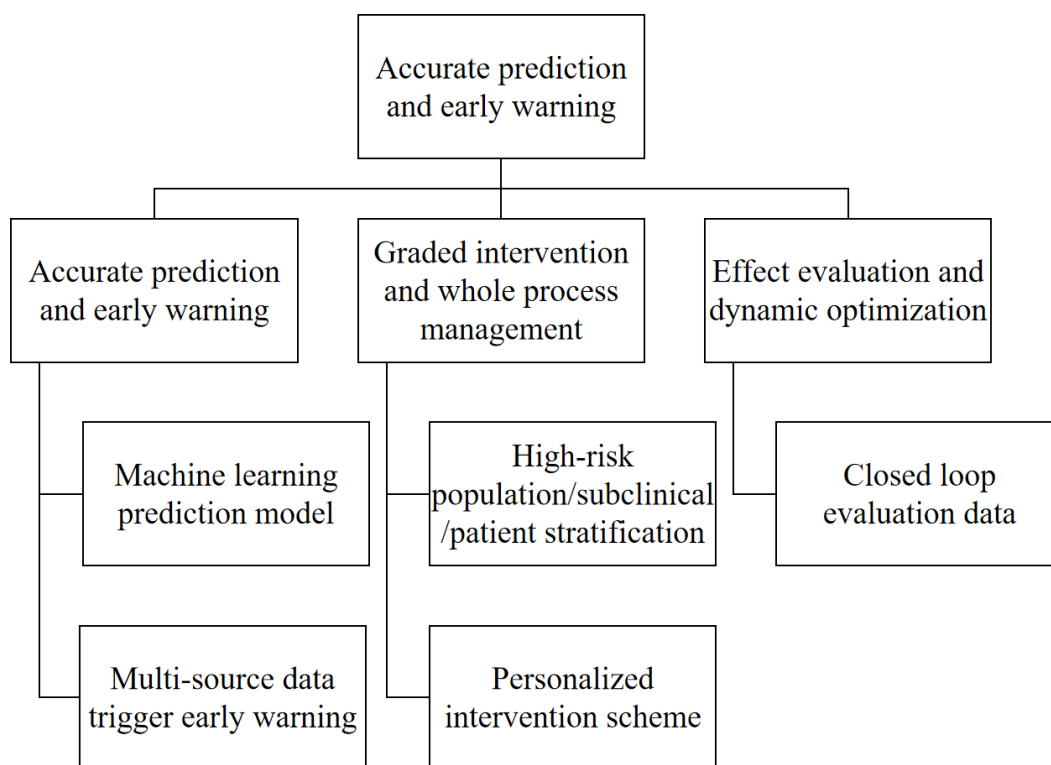 Accurate prediction
and early warning
Accurate prediction
and early warning
Graded intervention
and whole process
management
Effect evaluation and
dynamic optimization
Machine learning
prediction model
High-risk
population/subclinical
/patient stratification
Closed loop
evaluation data
Multi-source data
trigger early warning
Personalized
intervention scheme